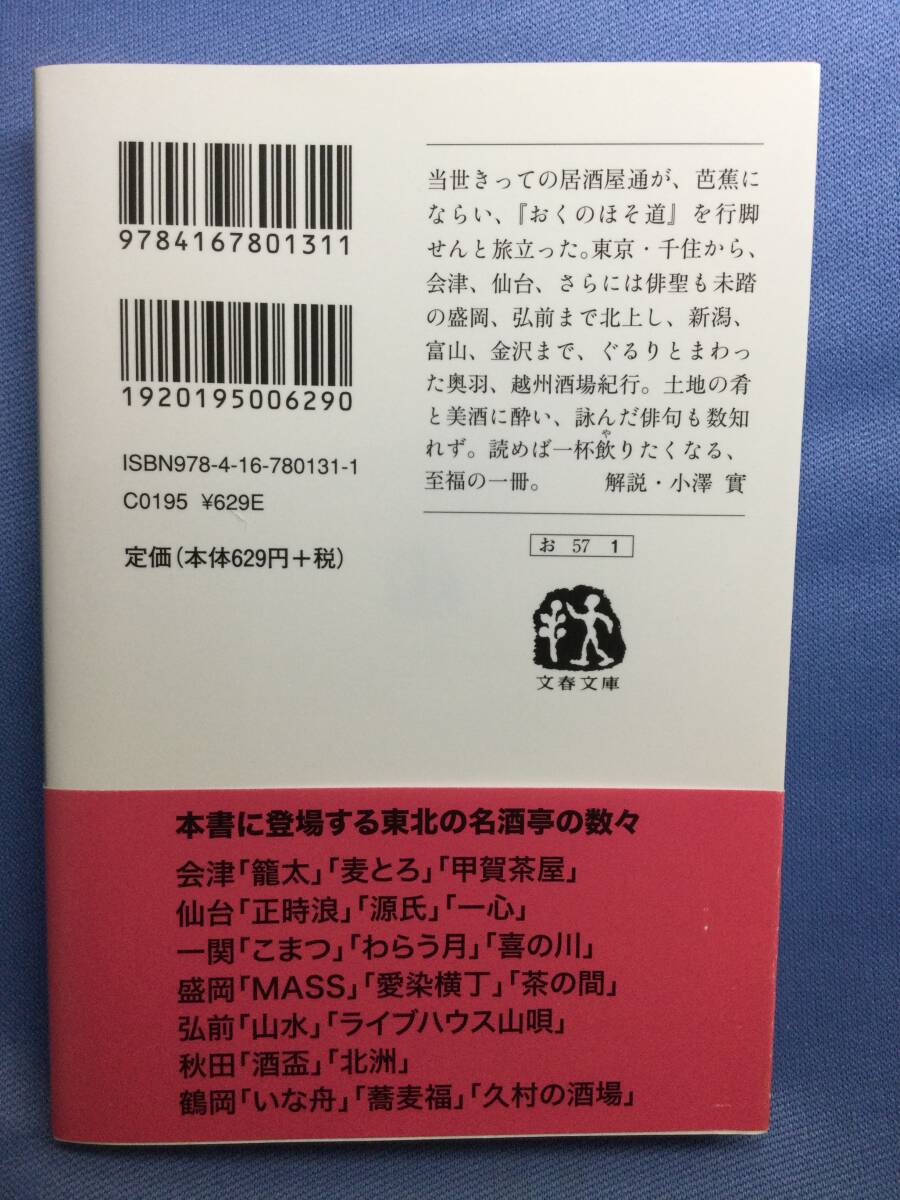 9784167801311
1920195006290
ISBN978-4-16-780131-1
C0195 ¥629E
定価(本体629円+税)
当世きっての居酒屋通が、芭蕉に
ならい、『おくのほそ道』を行脚
せんと旅立った。東京・千住から、
会津、仙台、さらには俳聖も未踏
の盛岡、弘前まで北上し、新潟、
富山、金沢まで、ぐるりとまわっ
た奥羽、越州酒場紀行。土地の肴
と美酒に酔い、詠んだ俳句も数知
や
れず。読めば一杯飲りたくなる、
至福の一冊。 解説・小澤 實
お 57 1
文春文庫
本書に登場する東北の名酒亭の数々
会津「籠太」「麦とろ」「甲賀茶屋」
仙台「正時浪」「源氏」「一心」
一関「こまつ」「わらう月」「喜の川」
盛岡「MASS」「愛染横丁」「茶の間」
弘前「山水」「ライブハウス山唄」
秋田「酒盃」「北洲」
鶴岡「いな舟」「蕎麦福」「久村の酒場」